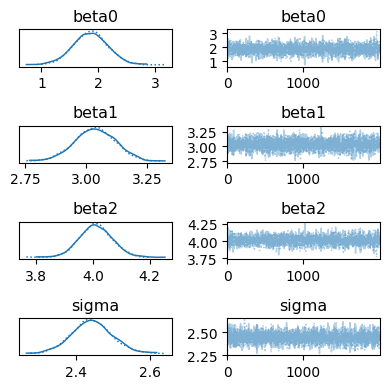 beta0 beta0
3
2
1
1 2 3 0 1000
beta1 beta1
3.25
3.00
2.75
2.75 3.00 3.25 0 1000
beta2 beta2
4.25
4.00
3.75
3.8 4.0 4.2 0 1000
sigma sigma
2.50
2.25
2.4 2.6 0 1000